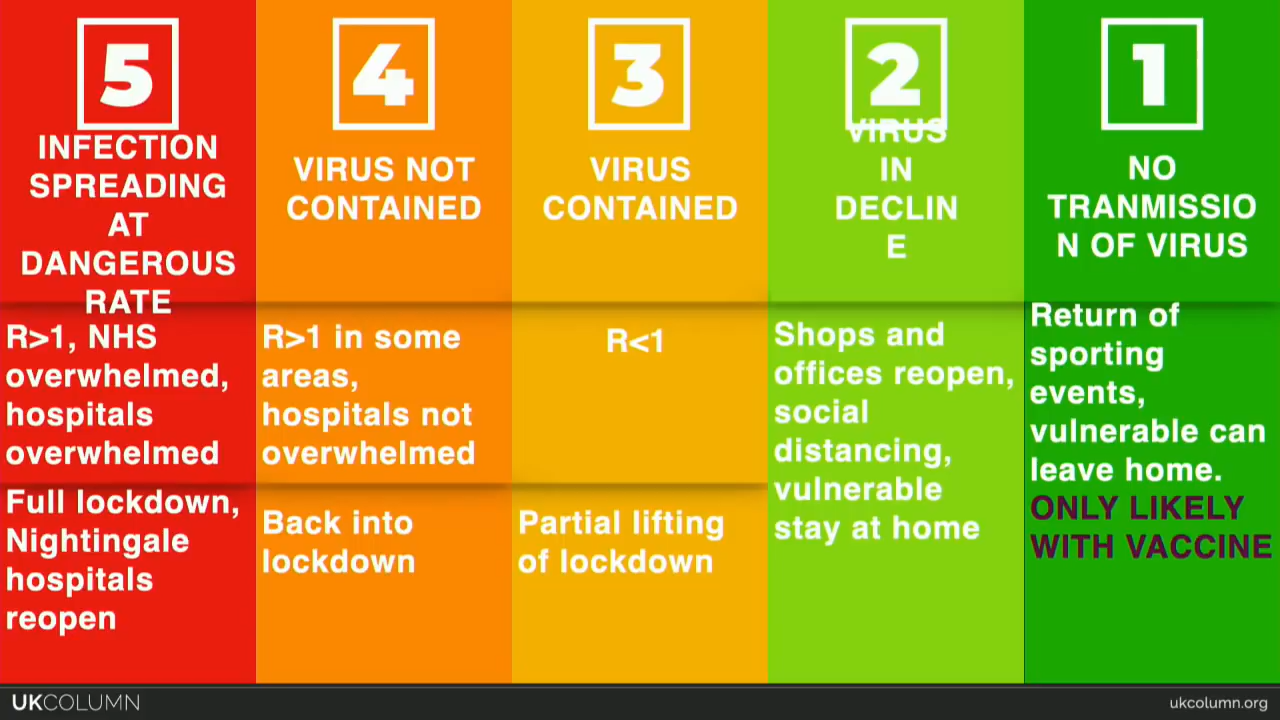 5
INFECTION
SPREADING
AT
DANGEROUS
RATE
R>1, NHS
overwhelmed,
hospitals
overwhelmed
Full lockdown,
Nightingale
hospitals
reopen
4
VIRUS NOT
CONTAINED
R>1 in some
areas,
hospitals not
overwhelmed
Back into
lockdown
3
VIRUS
CONTAINED
R<1
Partial lifting
of lockdown
2
VIRUS
IN
DECLIN
E
Shops and
offices reopen,
social
distancing,
vulnerable
stay at home
1
NO
TRANMISSIO
N OF VIRUS
Return of
sporting
events,
vulnerable can
leave home.
ONLY LIKELY
WITH VACCINE
UKCOLUMN
ukcolumn.org